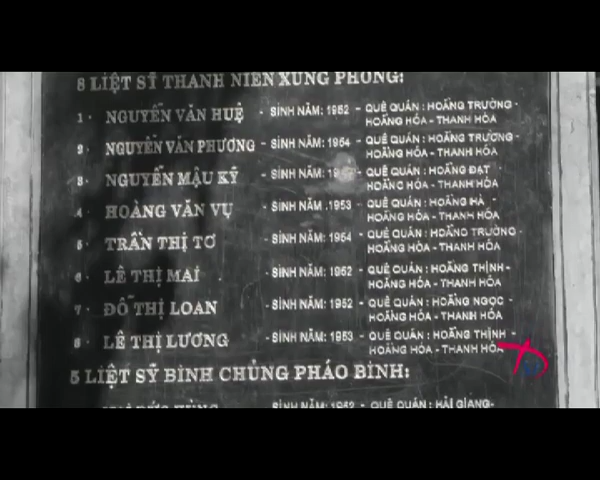 8 LIỆT SĨ THANH NIÊN XUNG PHONG:
1 · NGUYỄN VĂN HUỆ - SINH NĂM: 1952 - QUÊ QUÁN : HOẰNG TRƯỜNG -
HOẰNG HÓA - THANH HÓA
2 · NGUYỄN VĂN PHƯƠNG - SINH NĂM: 1954 - QUÊ QUÁN : HOẰNG TRƯỜNG -
HOẰNG HÓA - THANH HÓA
3 · NGUYỄN MẬU KỸ - SINH NĂM: - QUÊ QUÁN : HOẰNG ĐẠT
HOẰNG HÓA - THANH HÓA
4 · HOÀNG VĂN VỤ - SINH NĂM: 1953 - QUÊ QUÁN : HOẰNG HÀ -
HOẰNG HÓA - THANH HÓA
5 · TRẦN THỊ TƠ - SINH NĂM: 1954 - QUÊ QUÁN : HOẰNG TRƯỜNG -
HOẰNG HÓA - THANH HÓA
6 · LÊ THỊ MAI - SINH NĂM: 1952 - QUÊ QUÁN : HOẰNG THỊNH -
HOẰNG HÓA - THANH HÓA
7 · ĐỖ THỊ LOAN - SINH NĂM: 1952 - QUÊ QUÁN : HOẰNG NGỌC -
HOẰNG HÓA - THANH HÓA
8 · LÊ THỊ LƯƠNG - SINH NĂM: 1953 - QUÊ QUÁN : HOẰNG THỊNH -
HOẰNG HÓA - THANH HÓA
5 LIỆT SỸ BINH CHỦNG PHÁO BINH:
SINH NĂM: 1952 - QUÊ QUÁN : HẢI GIANG-